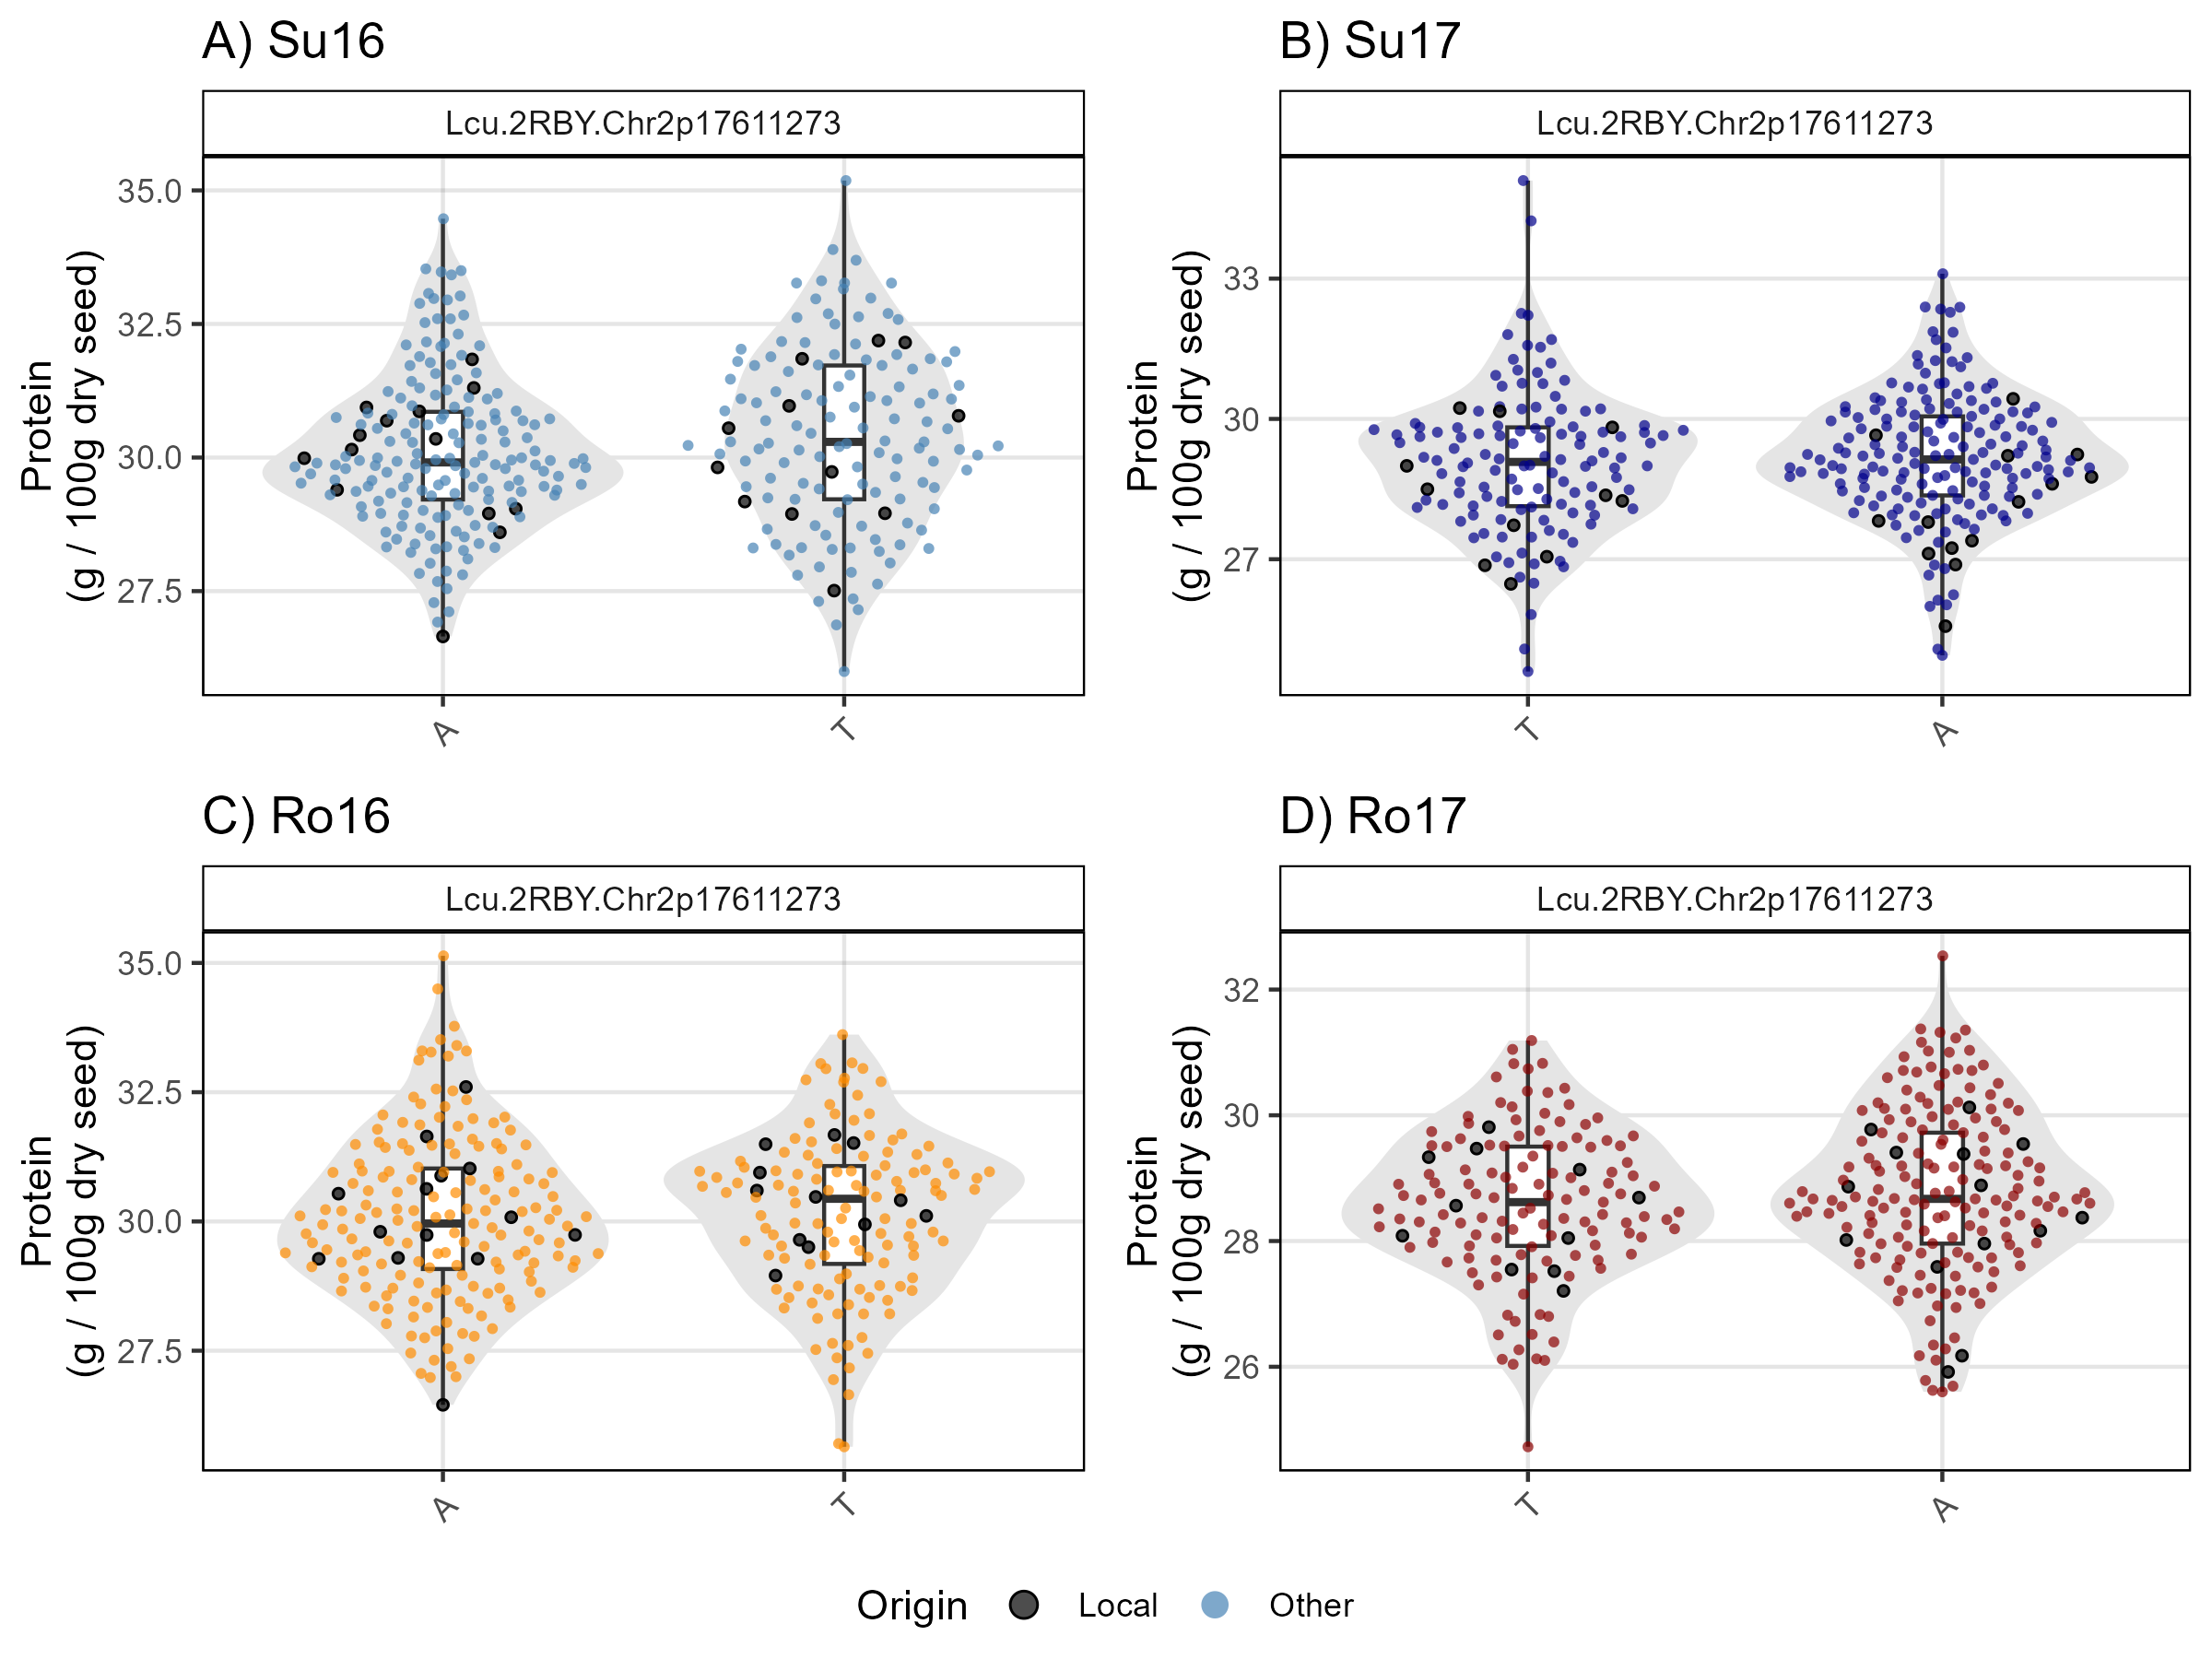 A) Su16
Lcu.2RBY.Chr2p17611273
Protein
(g / 100g dry seed)
35.0
32.5
30.0
27.5
A
T
B) Su17
Lcu.2RBY.Chr2p17611273
Protein
(g / 100g dry seed)
33
30
27
T
A
C) Ro16
Lcu.2RBY.Chr2p17611273
Protein
(g / 100g dry seed)
35.0
32.5
30.0
27.5
A
T
D) Ro17
Lcu.2RBY.Chr2p17611273
Protein
(g / 100g dry seed)
32
30
28
26
T
A
Origin Local Other